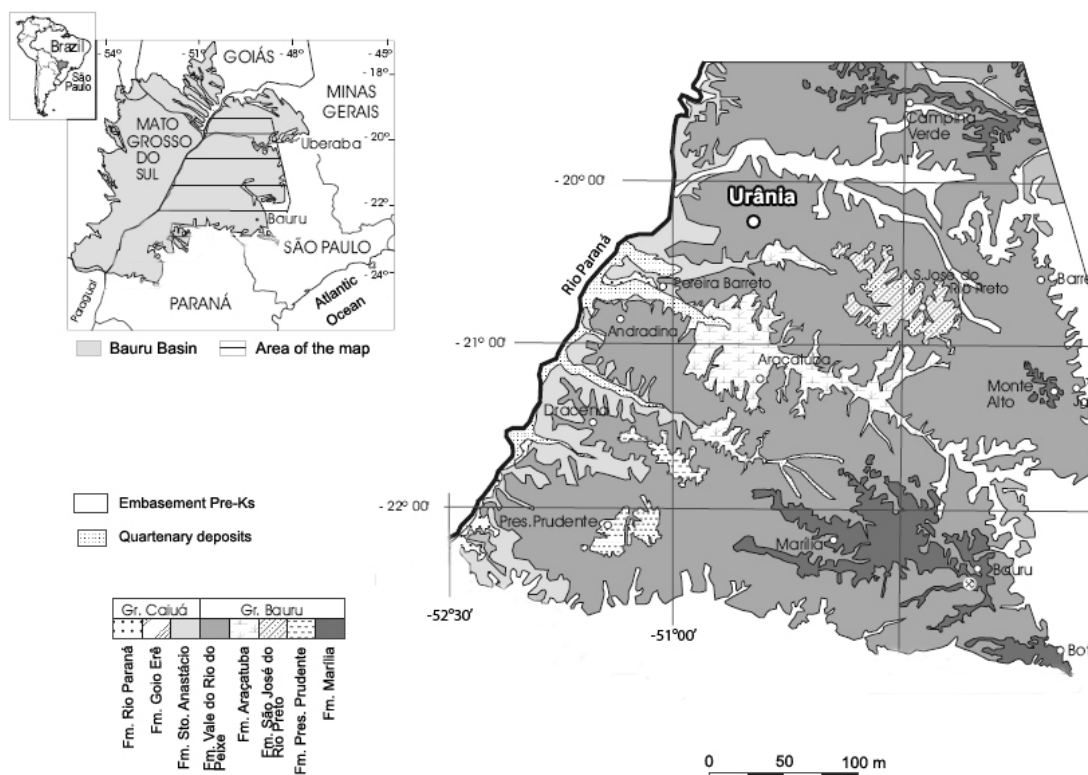 Brazil
São
Paulo
- 54°
- 51°
- 48°
- 45°
GOIÁS
- 18°
MINAS
GERAIS
MATO
GROSSO
DO
SUL
- 20°
Uberaba
- 22°
Bauru
SÃO PAULO
- 24°
PARANÁ
Atlantic
Ocean
Paraguai
Bauru Basin
Area of the map
Campina
Verde
- 20° 00'
Urânia
Rio Paraná
Pereira Barreto
S.José do
Rio Preto
Barre
Andradina
- 21° 00'
Araçatuba
Monte
Alto
Ja
Dracena
- 22° 00'
Pres.Prudente
Marília
Bauru
Bot
-52°30'
-51°00'
Embasement Pre-Ks
Quartenary deposits
Gr. Caiuá
Gr. Bauru
Fm. Rio Paraná
Fm. Goio Erê
Fm. Sto. Anastácio
Fm. Vale do Rio do
Peixe
Fm. Araçatuba
Fm. São José do
Rio Preto
Fm. Pres. Prudente
Fm. Marília
0 50 100 m